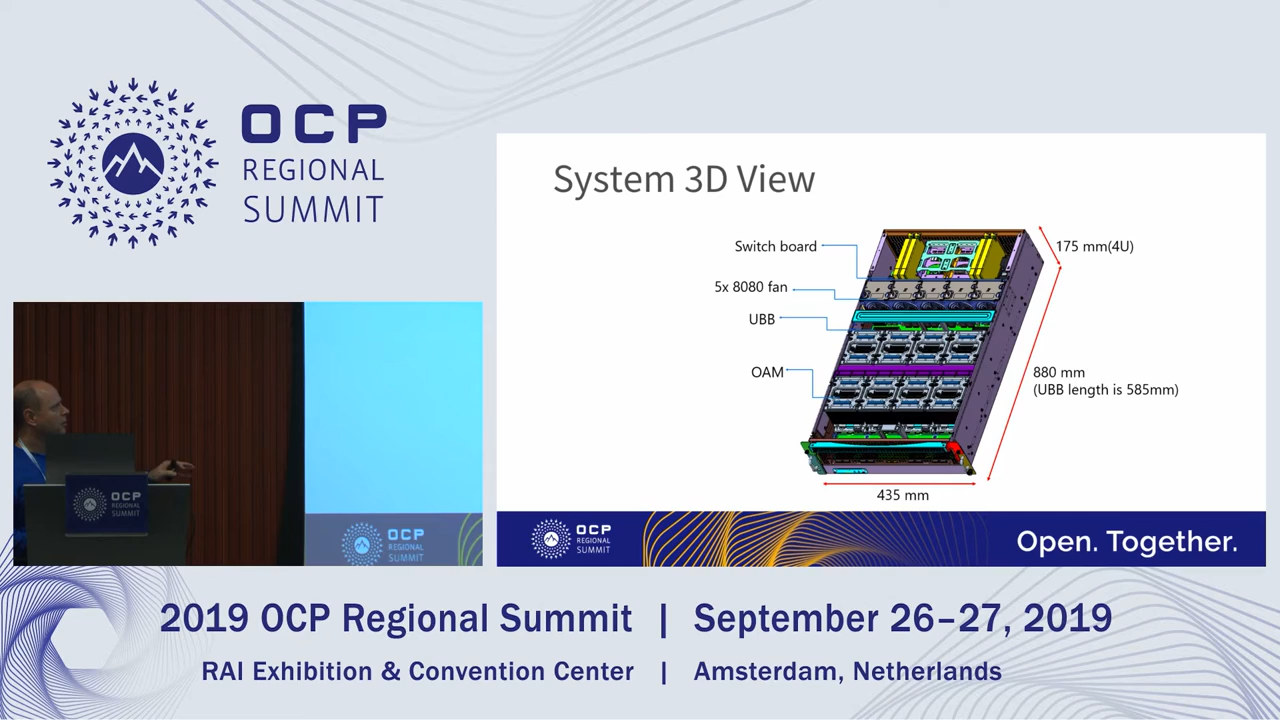 OCP
REGIONAL
SUMMIT
System 3D View
Switch board
175 mm(4U)
5x 8080 fan
UBB
OAM
880 mm
(UBB length is 585mm)
435 mm
OCP
REGIONAL
SUMMIT
OCP
REGIONAL
SUMMIT
OCP
REGIONAL
SUMMIT
Open. Together.
2019 OCP Regional Summit | September 26–27, 2019
RAI Exhibition & Convention Center | Amsterdam, Netherlands